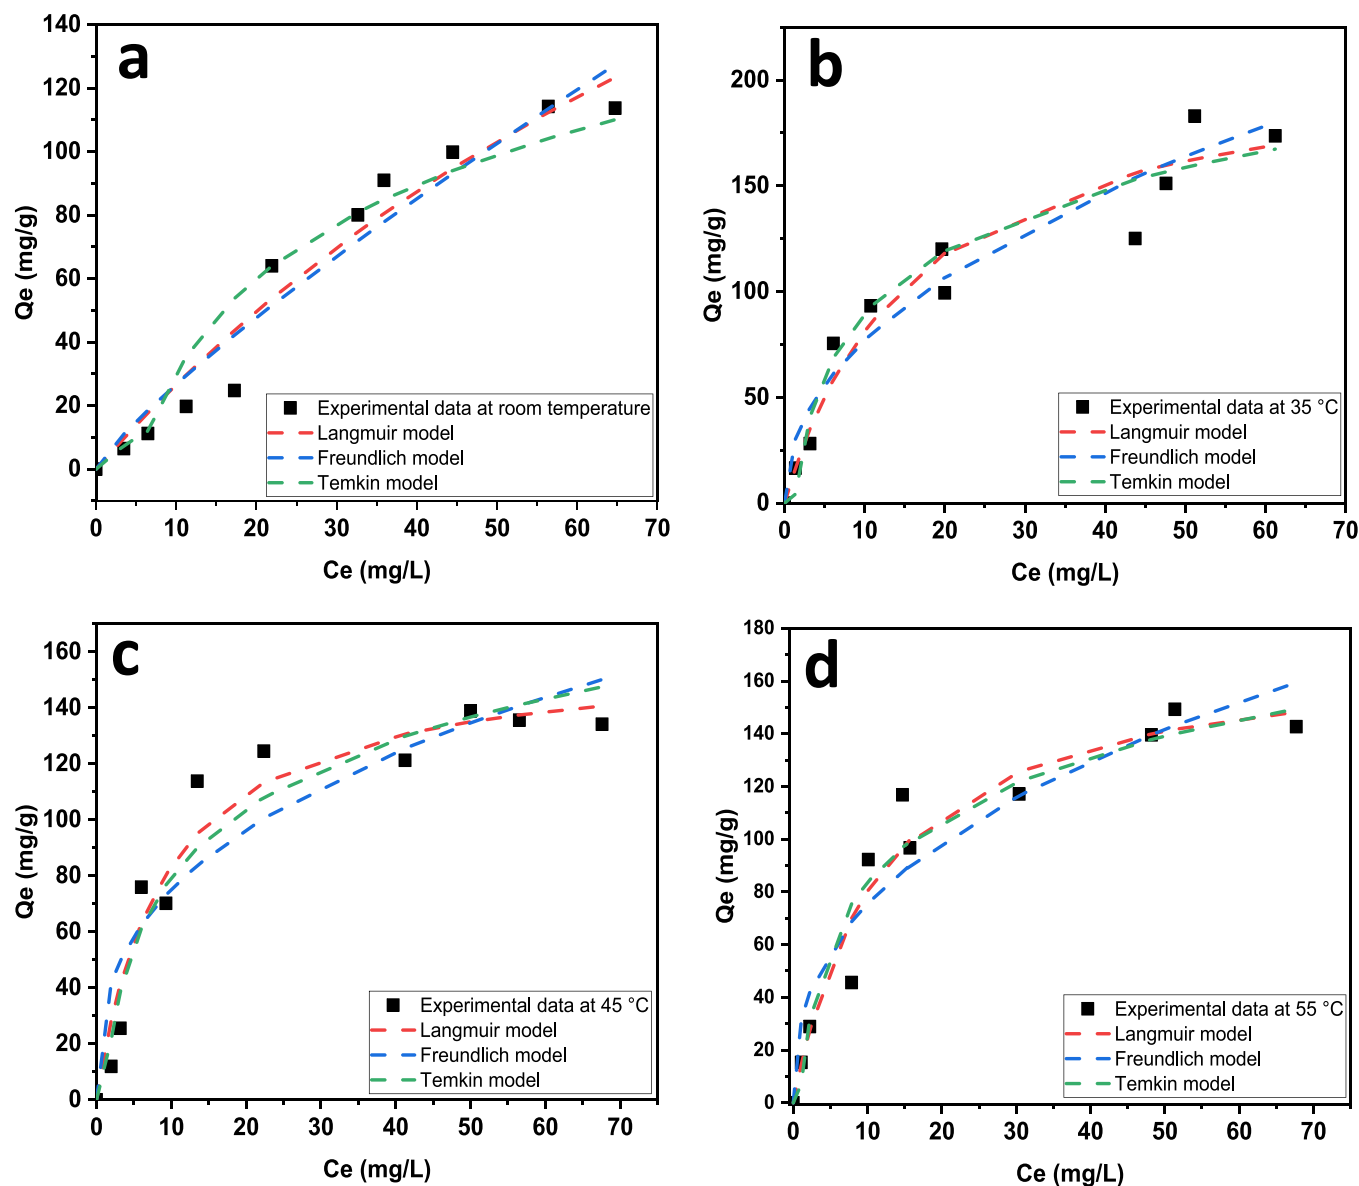 a
140
120
100
80
60
40
20
0
Qe (mg/g)
Experimental data at room temperature
Langmuir model
Freundlich model
Temkin model
0 10 20 30 40 50 60 70
Ce (mg/L)
b
200
150
100
50
0
Qe (mg/g)
Experimental data at 35 °C
Langmuir model
Freundlich model
Temkin model
0 10 20 30 40 50 60 70
Ce (mg/L)
c
160
140
120
100
80
60
40
20
0
Qe (mg/g)
Experimental data at 45 °C
Langmuir model
Freundlich model
Temkin model
0 10 20 30 40 50 60 70
Ce (mg/L)
d
180
160
140
120
100
80
60
40
20
0
Qe (mg/g)
Experimental data at 55 °C
Langmuir model
Freundlich model
Temkin model
0 10 20 30 40 50 60 70
Ce (mg/L)